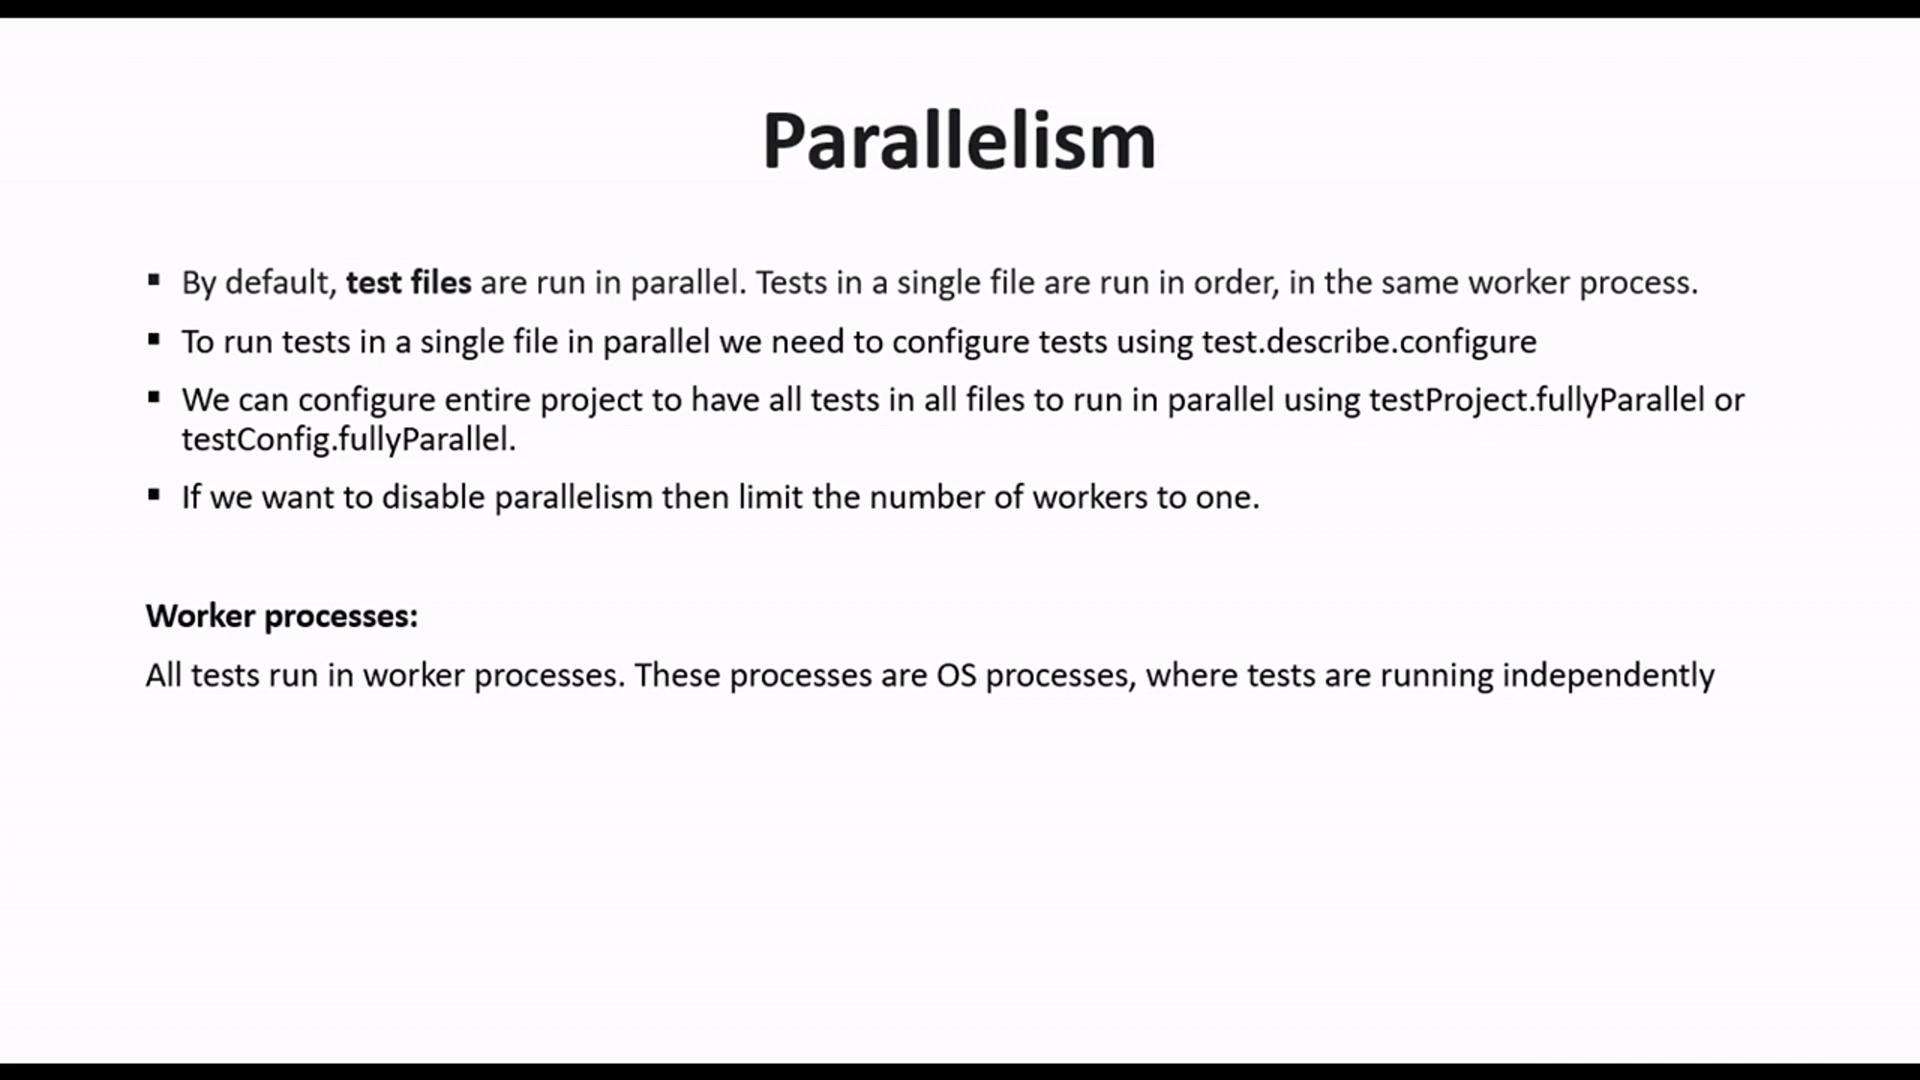 Parallelism
▪ By default, test files are run in parallel. Tests in a single file are run in order, in the same worker process.
▪ To run tests in a single file in parallel we need to configure tests using test.describe.configure
▪ We can configure entire project to have all tests in all files to run in parallel using testProject.fullyParallel or
testConfig.fullyParallel.
▪ If we want to disable parallelism then limit the number of workers to one.
Worker processes:
All tests run in worker processes. These processes are OS processes, where tests are running independently